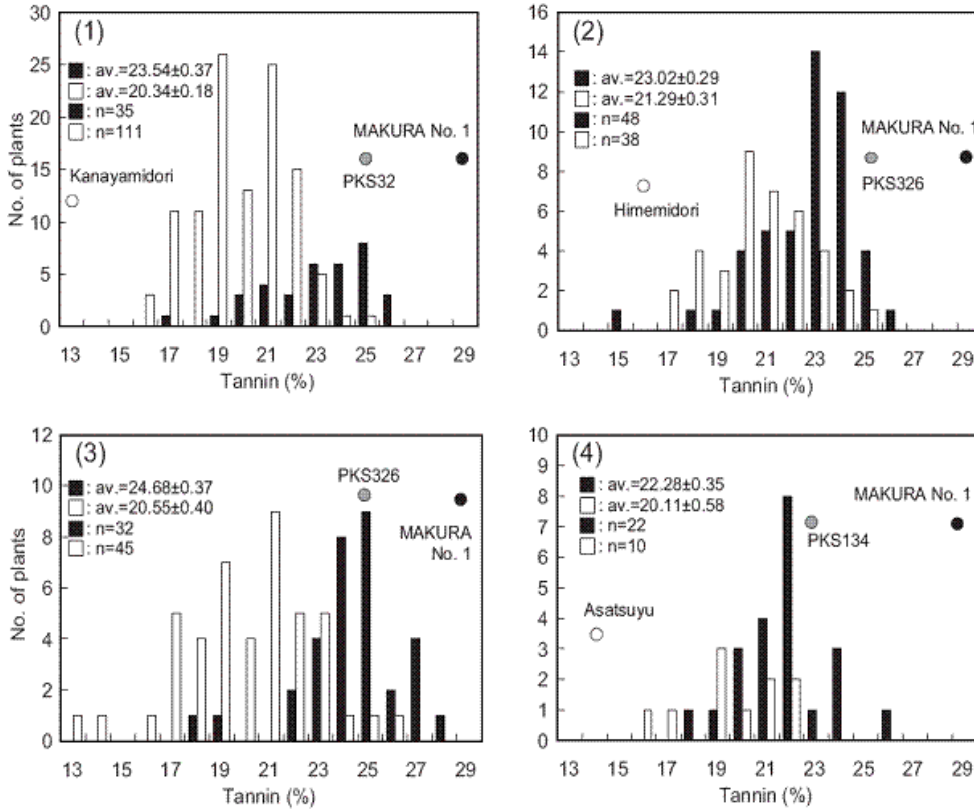 (1)
: av.=23.54±0.37
: av.=20.34±0.18
: n=35
: n=111
MAKURA No. 1
PKS32
Kanayamidori
No. of plants
30
25
20
15
10
5
0
13 15 17 19 21 23 25 27 29
Tannin (%)
(2)
: av.=23.02±0.29
: av.=21.29±0.31
: n=48
: n=38
MAKURA No. 1
PKS326
Himemidori
16
14
12
10
8
6
4
2
0
13 15 17 19 21 23 25 27 29
Tannin (%)
(3)
: av.=24.68±0.37
: av.=20.55±0.40
: n=32
: n=45
PKS326
MAKURA
No. 1
No. of plants
12
10
8
6
4
2
0
13 15 17 19 21 23 25 27 29
Tannin (%)
(4)
: av.=22.28±0.35
: av.=20.11±0.58
: n=22
: n=10
MAKURA No. 1
PKS134
Asatsuyu
10
9
8
7
6
5
4
3
2
1
0
13 15 17 19 21 23 25 27 29
Tannin (%)